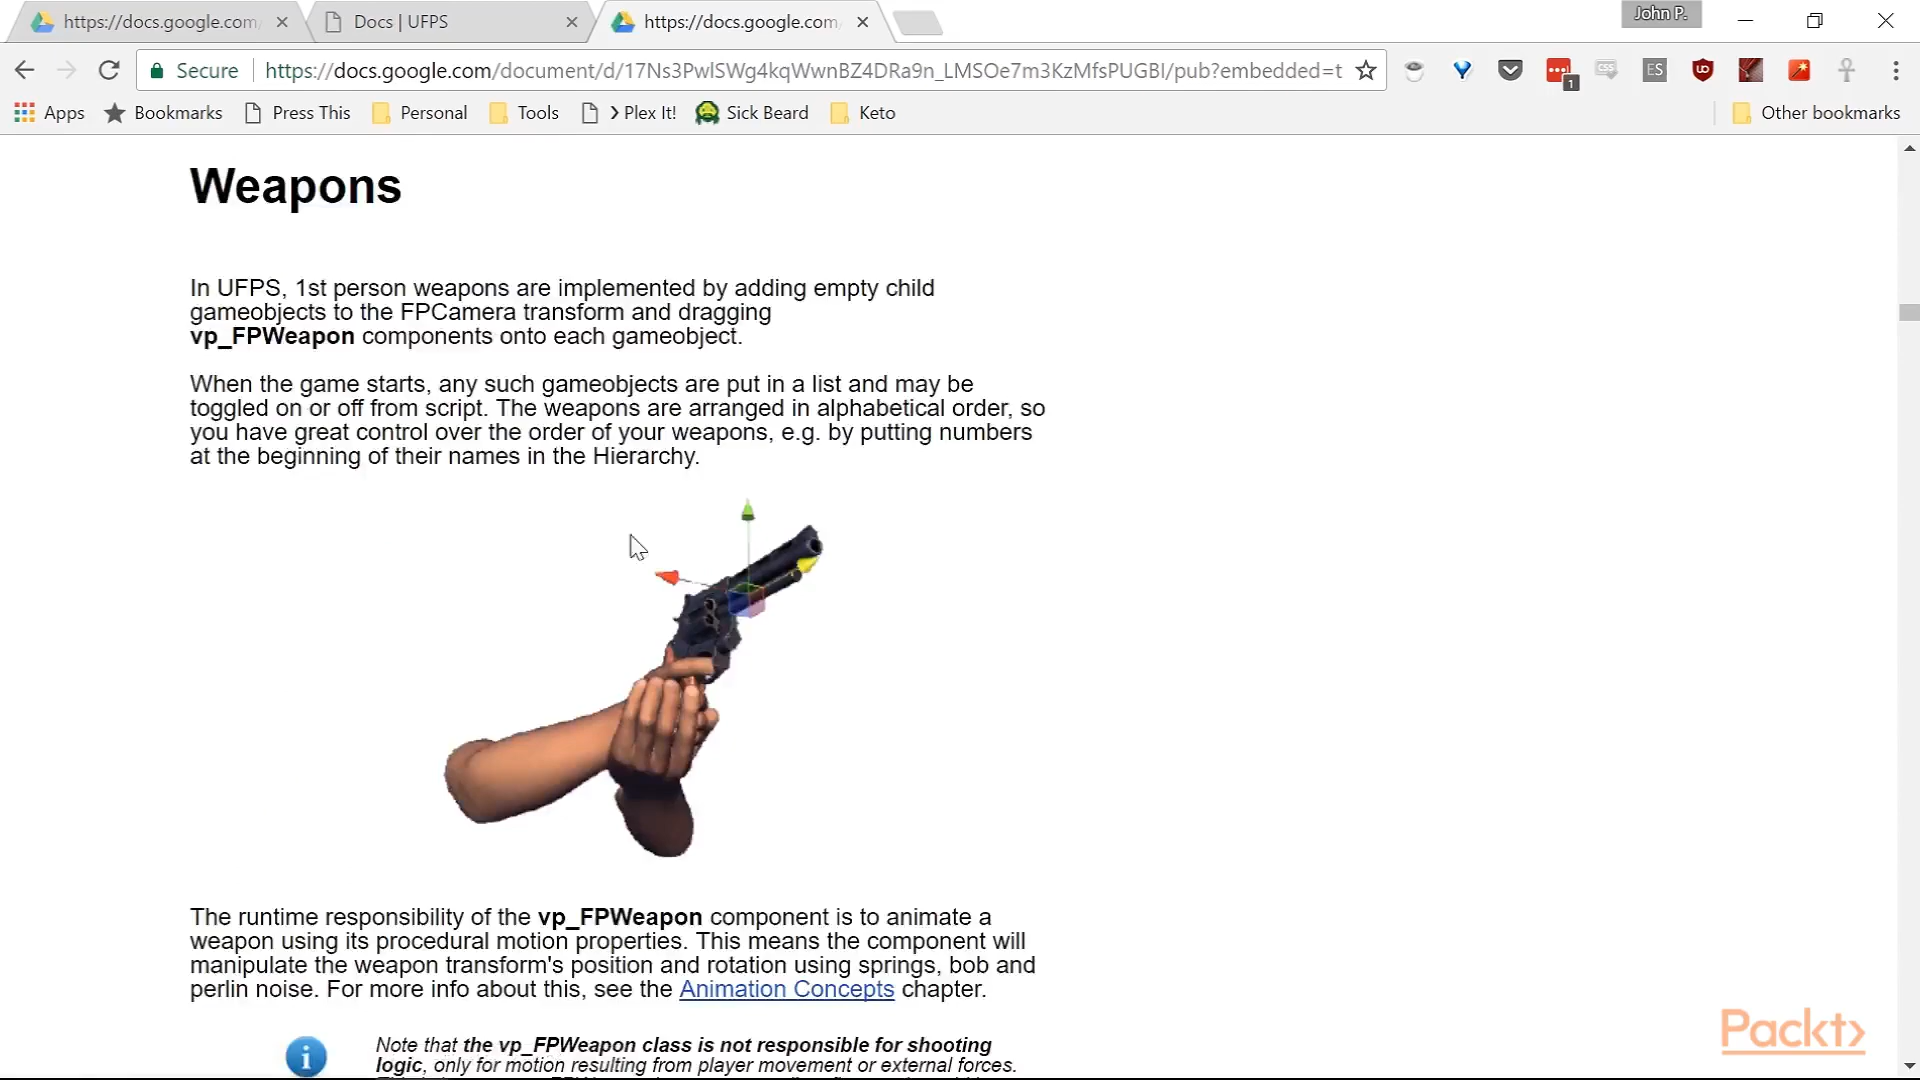 https://docs.google.com
Docs | UFPS
https://docs.google.com
John P.
Secure
https://docs.google.com/document/d/17Ns3PwlSWg4kqWwnBZ4DRa9n_LMSOe7m3KzMfsPUGBI/pub?embedded=t
1
CSS
ES
Apps
Bookmarks
Press This
Personal
Tools
> Plex It!
Sick Beard
Keto
Other bookmarks
Weapons
In UFPS, 1st person weapons are implemented by adding empty child
gameobjects to the FPCamera transform and dragging
vp_FPWeapon components onto each gameobject.
When the game starts, any such gameobjects are put in a list and may be
toggled on or off from script. The weapons are arranged in alphabetical order, so
you have great control over the order of your weapons, e.g. by putting numbers
at the beginning of their names in the Hierarchy.
The runtime responsibility of the vp_FPWeapon component is to animate a
weapon using its procedural motion properties. This means the component will
manipulate the weapon transform's position and rotation using springs, bob and
perlin noise. For more info about this, see the Animation Concepts chapter.
Note that the vp_FPWeapon class is not responsible for shooting
logic, only for motion resulting from player movement or external forces.
Packt>